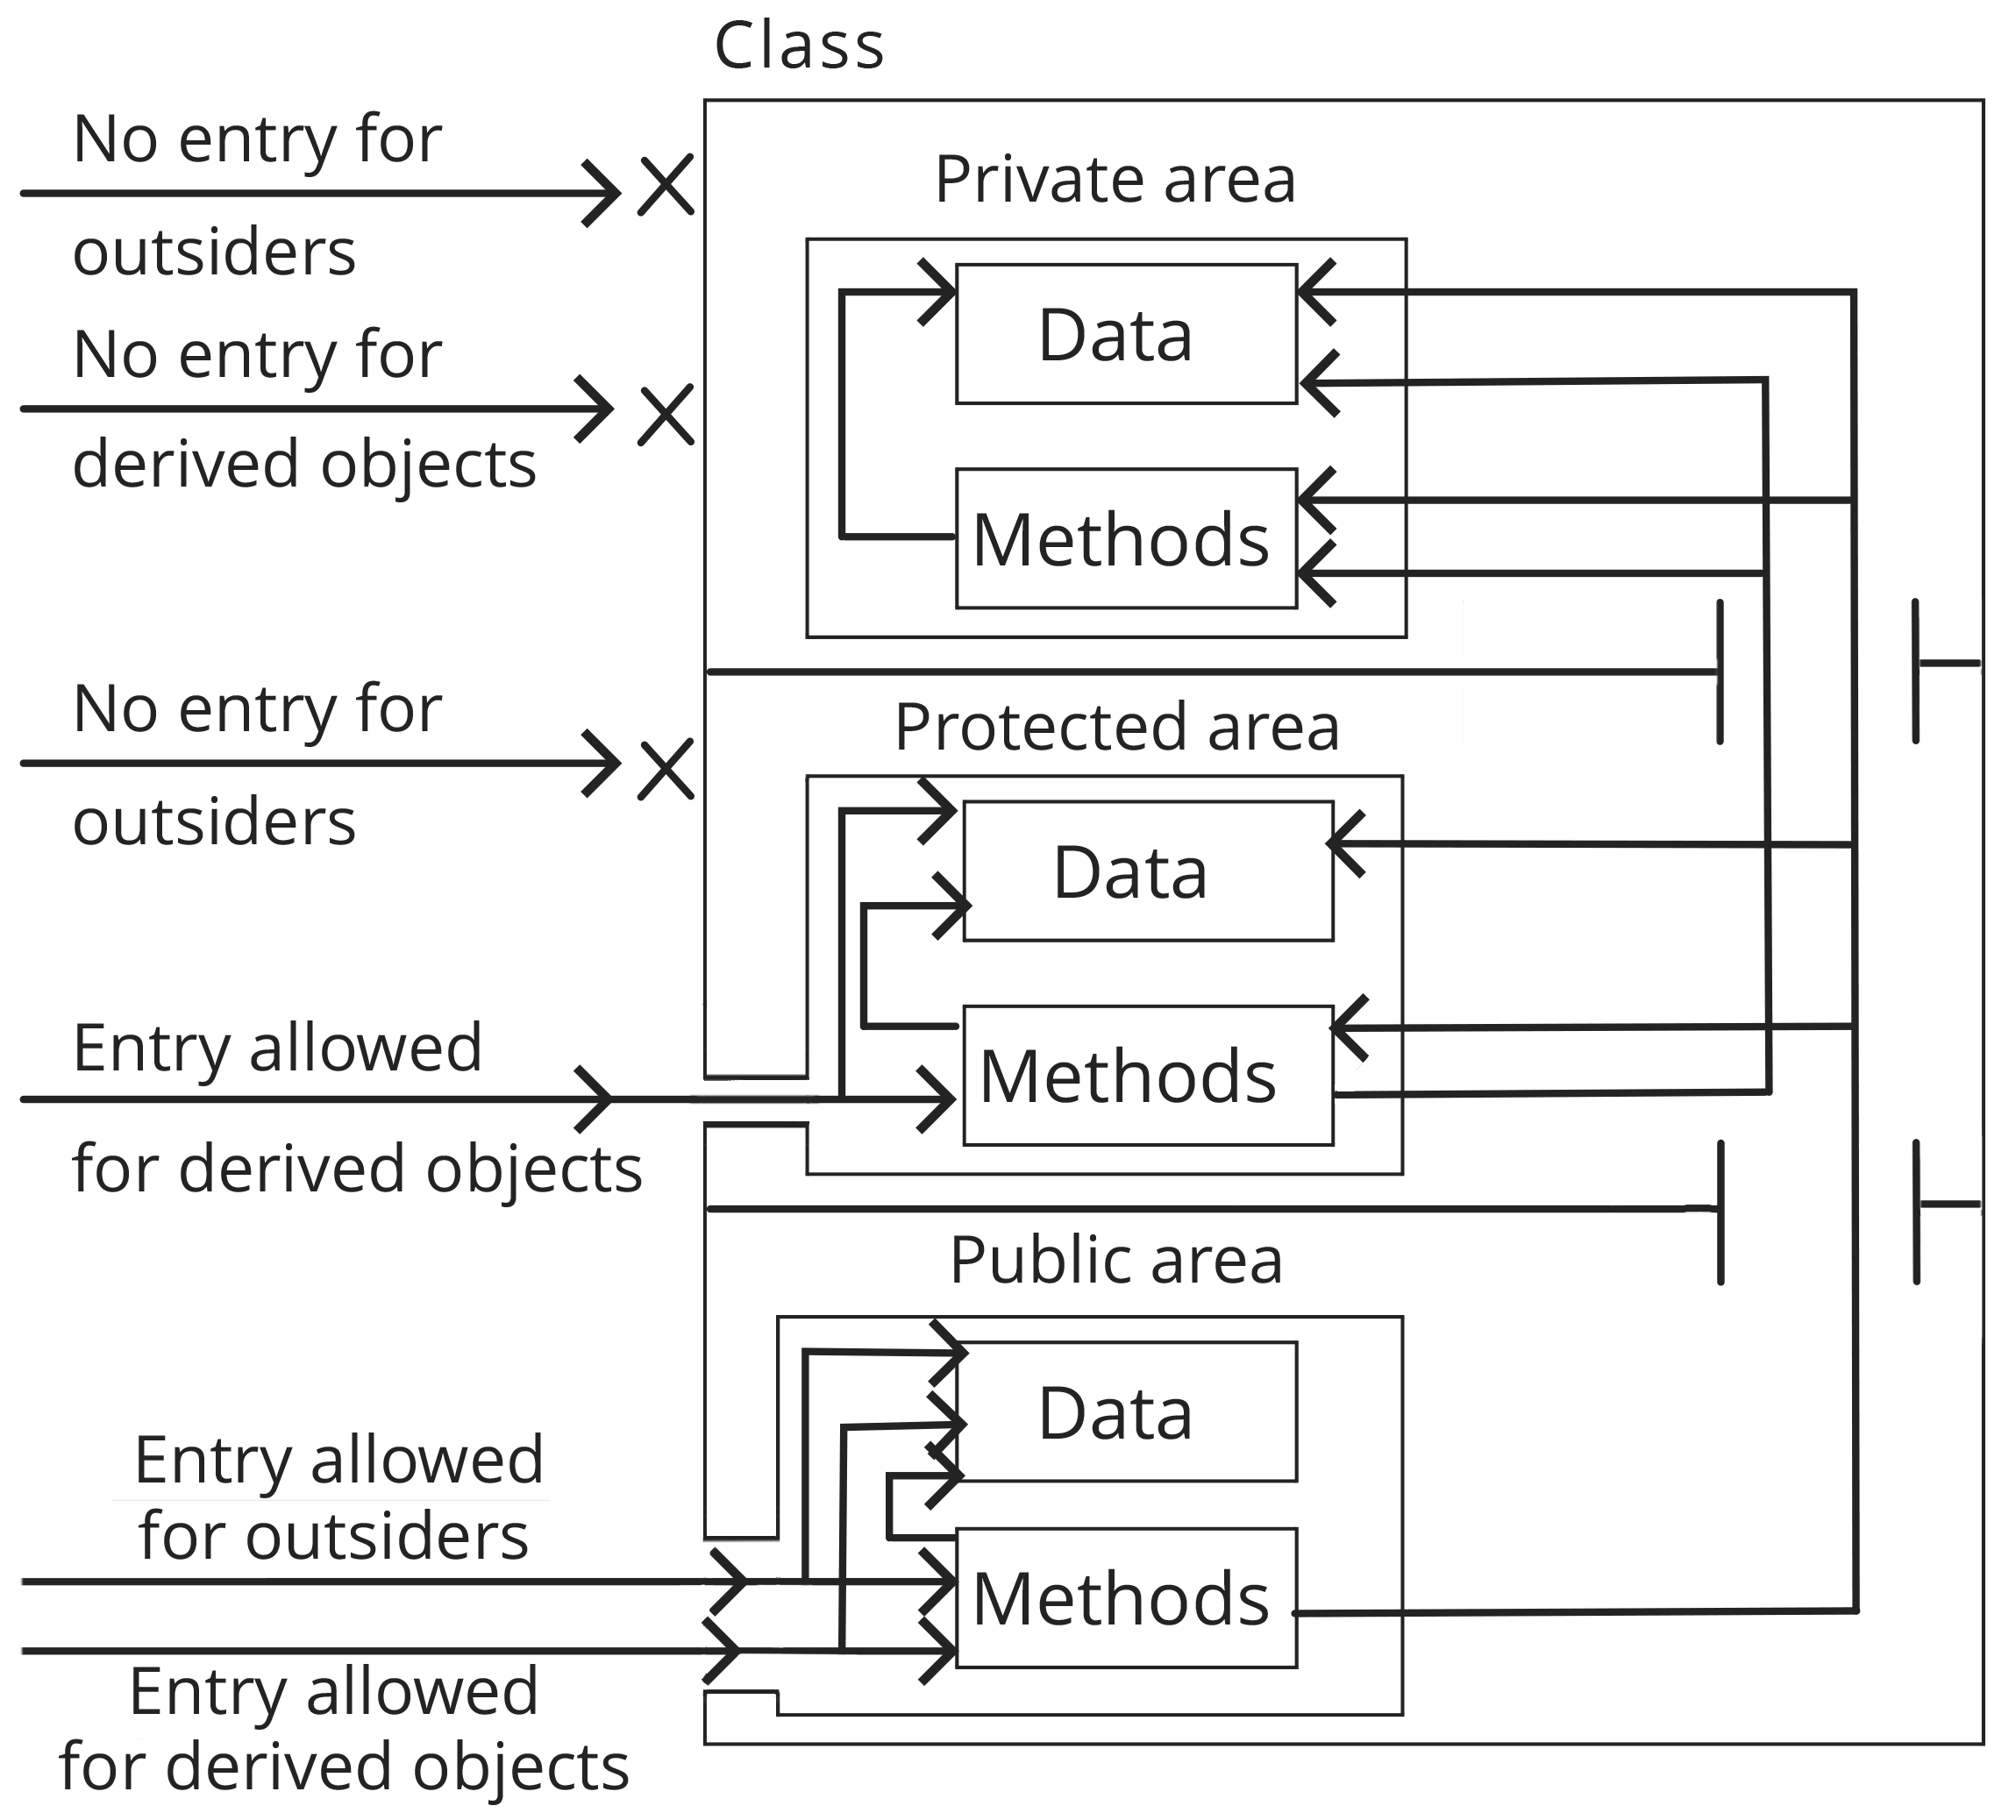 Class
No entry for
outsiders
No entry for
derived objects
Private area
Data
Methods
No entry for
outsiders
Entry allowed
for derived objects
Protected area
Data
Methods
Entry allowed
for outsiders
Entry allowed
for derived objects
Public area
Data
Methods